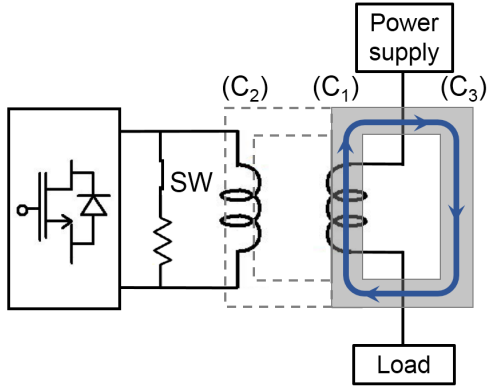 Power
supply
(C₂)
(C₁)
(C₃)
SW
Load